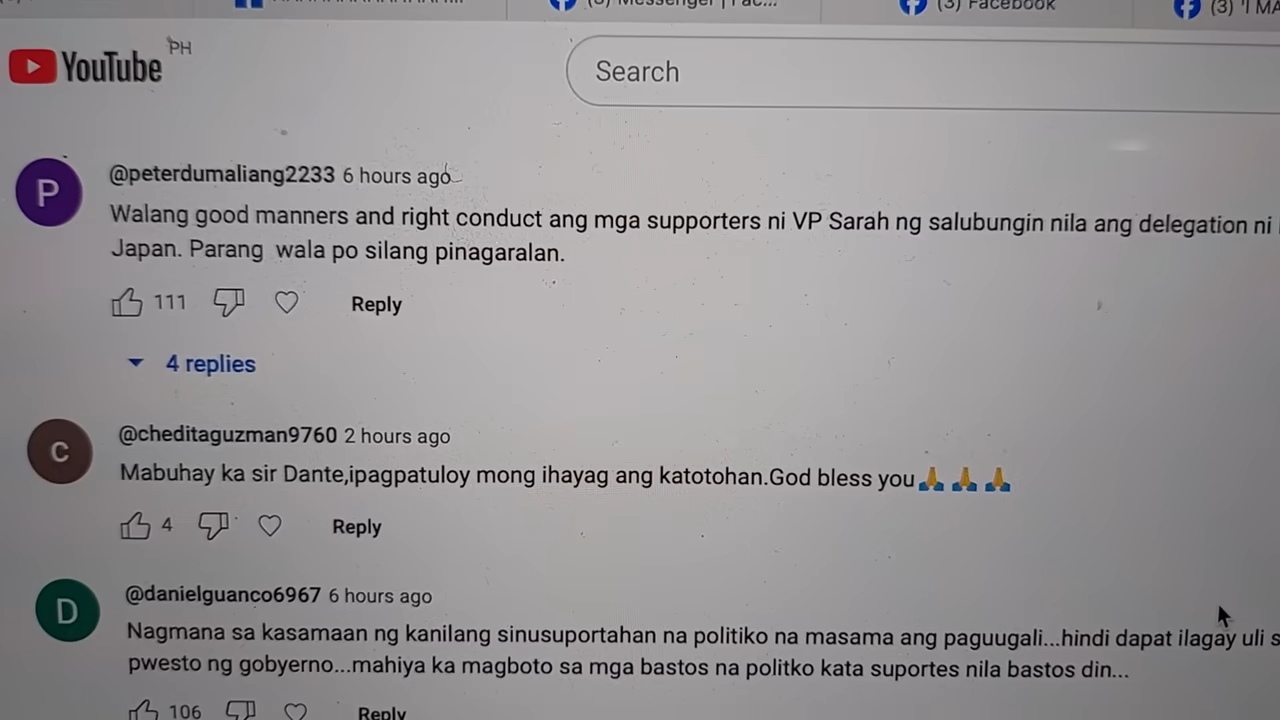 (3) Facebook
YouTube PH
Search
P
@peterdumaliang2233 6 hours ago
Walang good manners and right conduct ang mga supporters ni VP Sarah ng salubungin nila ang delegation ni
Japan. Parang wala po silang pinagaralan.
111
Reply
4 replies
C
@cheditaguzman9760 2 hours ago
Mabuhay ka sir Dante,ipagpatuloy mong ihayag ang katotohan.God bless you🙏🙏🙏
4
Reply
D
@danielguanco6967 6 hours ago
Nagmana sa kasamaan ng kanilang sinusuportahan na politiko na masama ang paguugali...hindi dapat ilagay uli
pwesto ng gobyerno...mahiya ka magboto sa mga bastos na politko kata suportes nila bastos din...
106
Reply